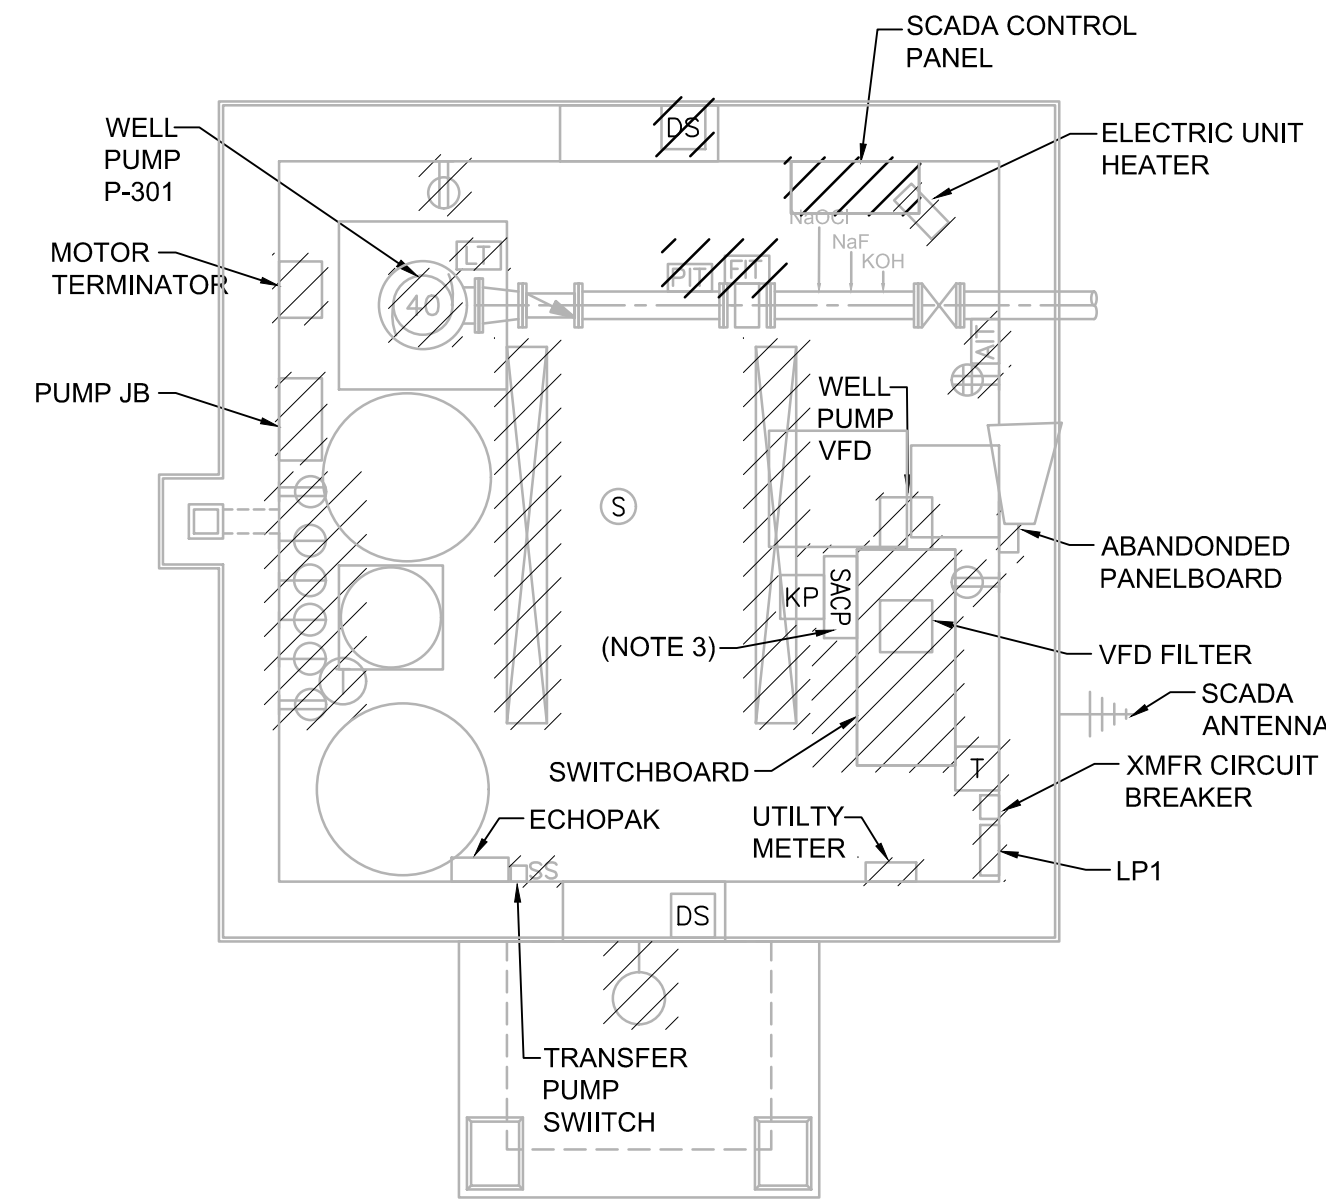 SCADA CONTROL
PANEL
DS
WELL
PUMP
P-301
ELECTRIC UNIT
HEATER
NaOCl
NaF
KOH
MOTOR
TERMINATOR
LT
PIT
FIT
40
AIT
PUMP JB
WELL
PUMP
VFD
S
ABANDONDED
PANELBOARD
KP
SACP
(NOTE 3)
VFD FILTER
SCADA
ANTENNA
SWITCHBOARD
T
XMFR CIRCUIT
BREAKER
ECHOPAK
UTILTY
METER
SS
LP1
DS
TRANSFER
PUMP
SWIITCH